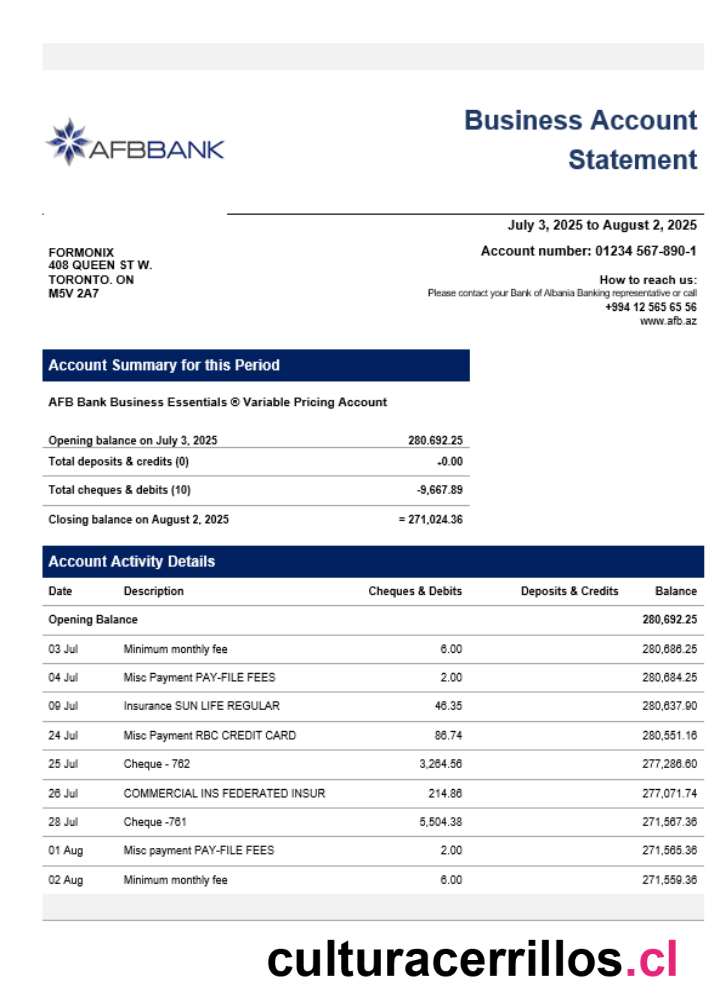 AFBBANK
Business Account
Statement
July 3, 2025 to August 2, 2025
Account number: 01234 567-890-1
FORMONIX
408 QUEEN ST W.
TORONTO. ON
M5V 2A7
How to reach us:
Please contact your Bank of Albania Banking representative or call
+994 12 565 65 56
www.afb.az
Account Summary for this Period
AFB Bank Business Essentials ® Variable Pricing Account
Opening balance on July 3, 2025 280.692.25
Total deposits & credits (0) -0.00
Total cheques & debits (10) -9,667.89
Closing balance on August 2, 2025 = 271,024.36
Account Activity Details
Date Description Cheques & Debits Deposits & Credits Balance
Opening Balance 280,692.25
03 Jul Minimum monthly fee 6.00 280,686.25
04 Jul Misc Payment PAY-FILE FEES 2.00 280,684.25
09 Jul Insurance SUN LIFE REGULAR 46.35 280,637.90
24 Jul Misc Payment RBC CREDIT CARD 86.74 280,551.16
25 Jul Cheque - 762 3,264.56 277,286.60
26 Jul COMMERCIAL INS FEDERATED INSUR 214.86 277,071.74
28 Jul Cheque -761 5,504.38 271,567.36
01 Aug Misc payment PAY-FILE FEES 2.00 271,565.36
02 Aug Minimum monthly fee 6.00 271,559.36
culturacerrillos.cl